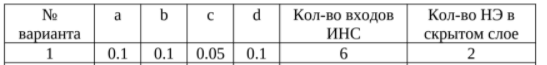 № варианта a b c d Кол-во входов ИНС Кол-во НЭ в скрытом слое
1 0.1 0.1 0.05 0.1 6 2